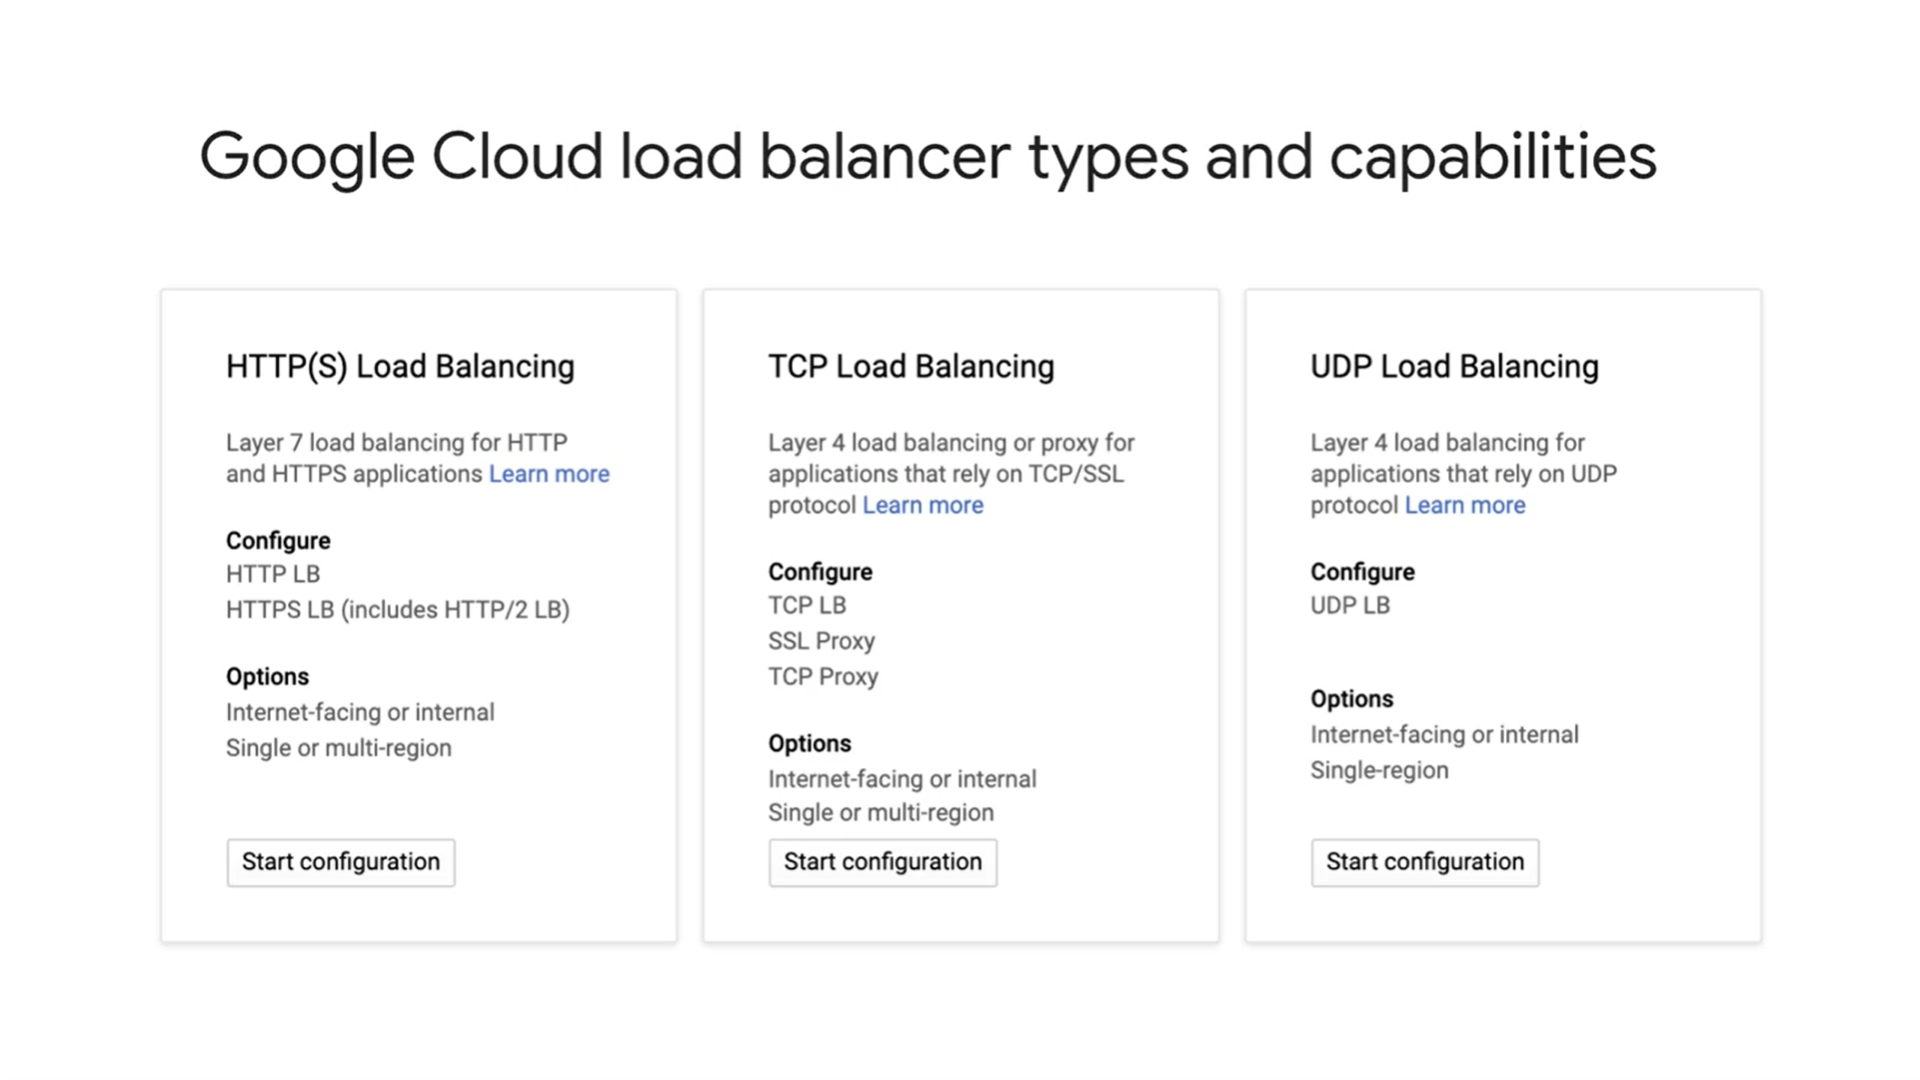 Google Cloud load balancer types and capabilities
HTTP(S) Load Balancing
Layer 7 load balancing for HTTP
and HTTPS applications Learn more
Configure
HTTP LB
HTTPS LB (includes HTTP/2 LB)
Options
Internet-facing or internal
Single or multi-region
Start configuration
TCP Load Balancing
Layer 4 load balancing or proxy for
applications that rely on TCP/SSL
protocol Learn more
Configure
TCP LB
SSL Proxy
TCP Proxy
Options
Internet-facing or internal
Single or multi-region
Start configuration
UDP Load Balancing
Layer 4 load balancing for
applications that rely on UDP
protocol Learn more
Configure
UDP LB
Options
Internet-facing or internal
Single-region
Start configuration